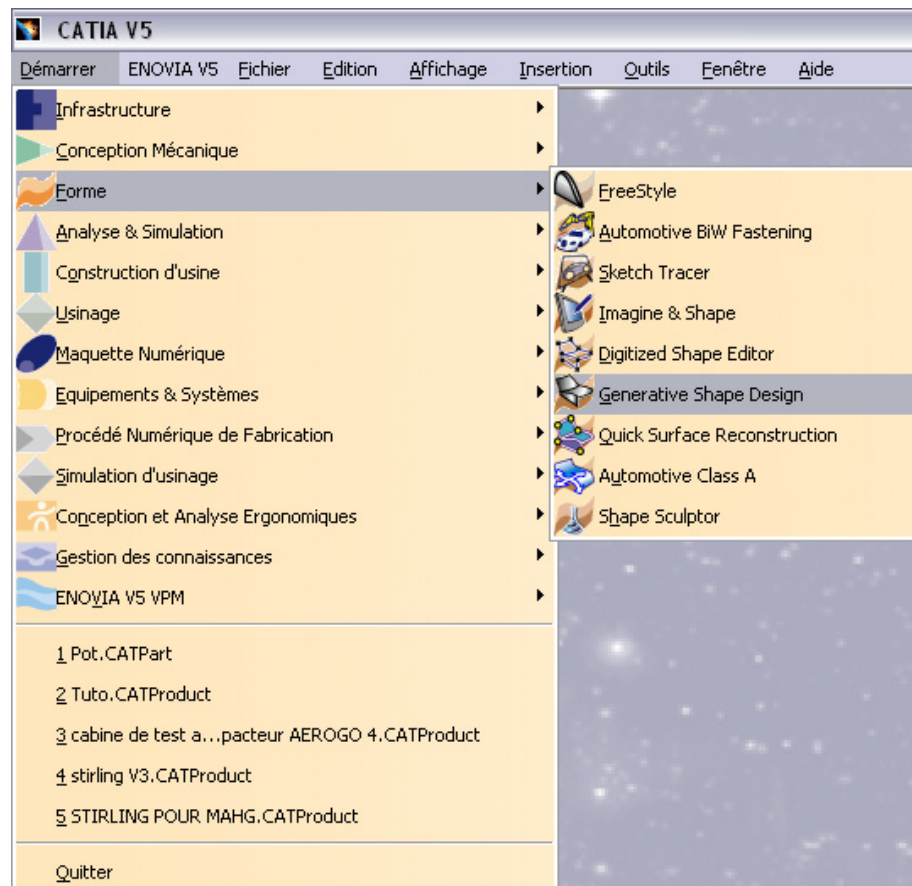 CATIA V5
Démarrer ENOVIA V5 Fichier Edition Affichage Insertion Outils Fenêtre Aide
Infrastructure
Conception Mécanique
Forme
Analyse & Simulation
Construction d'usine
Usinage
Maquette Numérique
Equipements & Systèmes
Procédé Numérique de Fabrication
Simulation d'usinage
Conception et Analyse Ergonomiques
Gestion des connaissances
ENOVIA V5 VPM
1 Pot.CATPart
2 Tuto.CATProduct
3 cabine de test a...pacteur AEROGO 4.CATProduct
4 stirling V3.CATProduct
5 STIRLING POUR MAHG.CATProduct
Quitter
FreeStyle
Automotive BiW Fastening
Sketch Tracer
Imagine & Shape
Digitized Shape Editor
Generative Shape Design
Quick Surface Reconstruction
Automotive Class A
Shape Sculptor